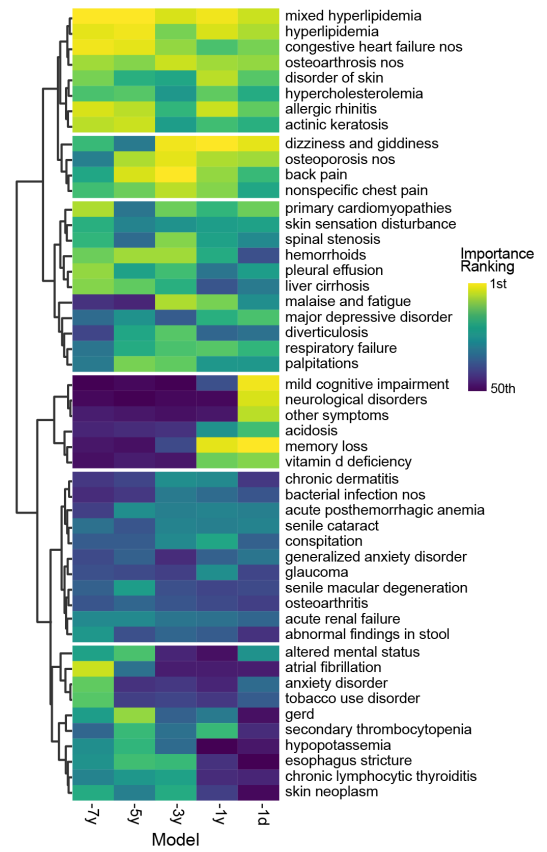 mixed hyperlipidemia
hyperlipidemia
congestive heart failure nos
osteoarthrosis nos
disorder of skin
hypercholesterolemia
allergic rhinitis
actinic keratosis
dizziness and giddiness
osteoporosis nos
back pain
nonspecific chest pain
primary cardiomyopathies
skin sensation disturbance
spinal stenosis
hemorrhoids
pleural effusion
liver cirrhosis
malaise and fatigue
major depressive disorder
diverticulosis
respiratory failure
palpitations
mild cognitive impairment
neurological disorders
other symptoms
acidosis
memory loss
vitamin d deficiency
chronic dermatitis
bacterial infection nos
acute posthemorrhagic anemia
senile cataract
conspitation
generalized anxiety disorder
glaucoma
senile macular degeneration
osteoarthritis
acute renal failure
abnormal findings in stool
altered mental status
atrial fibrillation
anxiety disorder
tobacco use disorder
gerd
secondary thrombocytopenia
hypopotassemia
esophagus stricture
chronic lymphocytic thyroiditis
skin neoplasm
-7y -5y -3y -1y -1d
Model
Importance
Ranking
1st
50th